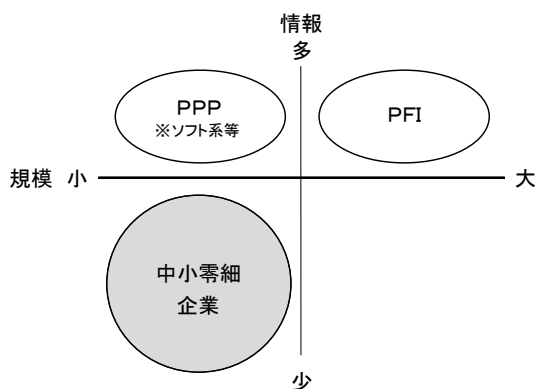 情報
多
PPP
※ソフト系等
PFI
規模 小
大
中小零細
企業
少